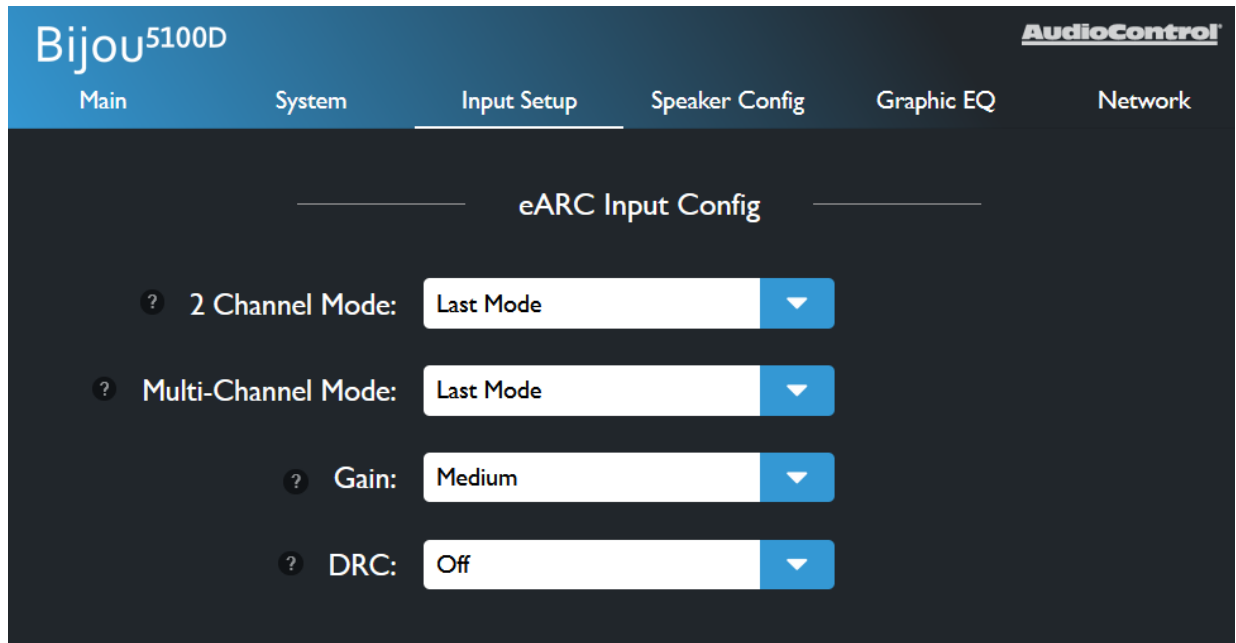 Bijou5100D
AudioControl
Main System Input Setup Speaker Config Graphic EQ Network
eARC Input Config
? 2 Channel Mode: Last Mode
? Multi-Channel Mode: Last Mode
? Gain: Medium
? DRC: Off